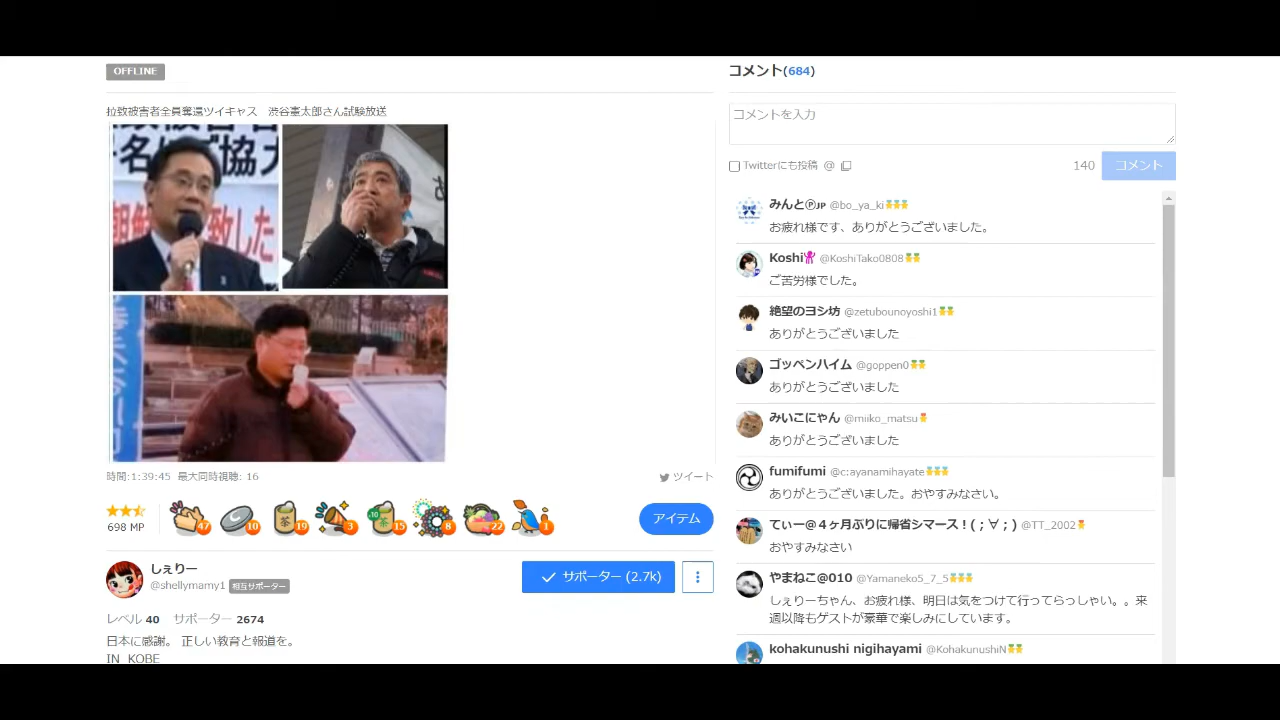 OFFLINE
拉致被害者全員奪還ツイキャス 渋谷憲太郎さん試験放送
名にご協力
致した
時間:1:39:45 最大同時視聴: 16
ツイート
698 MP
47
10
茶
19
3
-10
茶
15
8
22
1
アイテム
しぇりー
@shellymamy1 相互サポーター
サポーター (2.7k)
レベル 40 サポーター 2674
日本に感謝。 正しい教育と報道を。
IN KOBE
コメント(684)
コメントを入力
Twitterにも投稿 @
140
コメント
みんとⓅJP @bo_ya_ki
お疲れ様です、ありがとうございました。
Koshi @KoshiTako0808
ご苦労様でした。
絶望のヨシ坊 @zetubounoyoshi1
ありがとうございました
ゴッペンハイム @goppen0
ありがとうございました
みいこにゃん @miiko_matsu
ありがとうございました
fumifumi @c:ayanamihayate
ありがとうございました。おやすみなさい。
てぃー@４ヶ月ぶりに帰省シマース！( ; ∀ ; ) @TT_2002
おやすみなさい
やまねこ@010 @Yamaneko5_7_5
しぇりーちゃん、お疲れ様、明日は気をつけて行ってらっしゃい。。来
週以降もゲストが豪華で楽しみにしています。
kohakunushi nigihayami @KohakunushiN